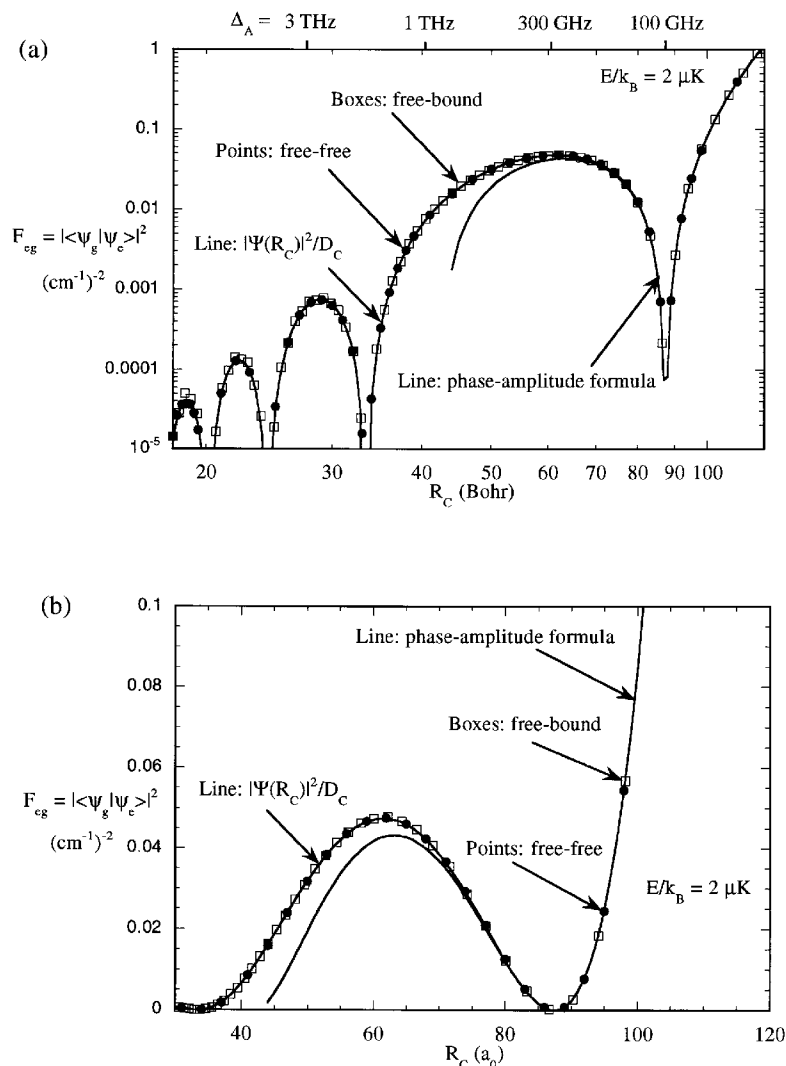 Δ_A = 3 THz 1 THz 300 GHz 100 GHz
(a)
1
E/k_B = 2 μK
Boxes: free-bound
0.1
Points: free-free
0.01
F_eg = |<ψ_g|ψ_e>|^2
Line: |Ψ(R_C)|^2/D_C
(cm^-1)^-2
0.001
0.0001
Line: phase-amplitude formula
10^-5
20 30 40 50 60 70 80 90 100
R_C (Bohr)
(b)
0.1
Line: phase-amplitude formula
0.08
Boxes: free-bound
0.06
F_eg = |<ψ_g|ψ_e>|^2
Line: |Ψ(R_C)|^2/D_C
(cm^-1)^-2
0.04
Points: free-free
E/k_B = 2 μK
0.02
0
40 60 80 100 120
R_C (a_0)